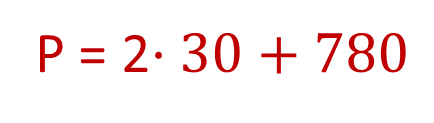 P = 2· 30 + 780